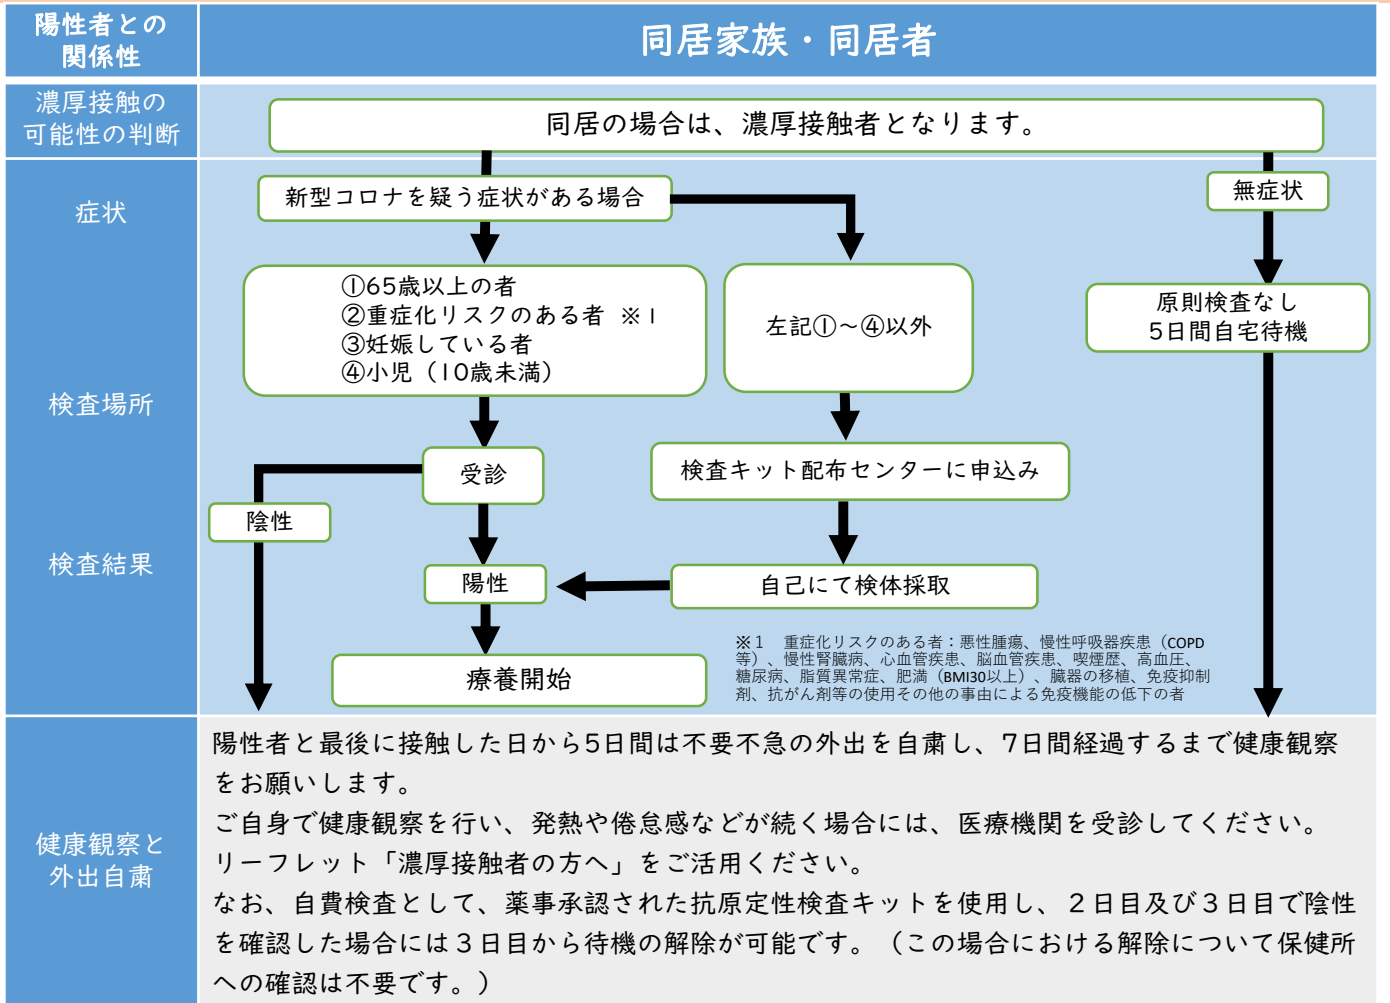 陽性者との
関係性
同居家族・同居者
濃厚接触の
可能性の判断
同居の場合は、濃厚接触者となります。
症状
新型コロナを疑う症状がある場合
無症状
①65歳以上の者
②重症化リスクのある者 ※1
③妊娠している者
④小児（10歳未満）
左記①～④以外
原則検査なし
5日間自宅待機
検査場所
受診
検査キット配布センターに申込み
陰性
検査結果
陽性
自己にて検体採取
療養開始
※1 重症化リスクのある者：悪性腫瘍、慢性呼吸器疾患（COPD
等）、慢性腎臓病、心血管疾患、脳血管疾患、喫煙歴、高血圧、
糖尿病、脂質異常症、肥満（BMI30以上）、臓器の移植、免疫抑制
剤、抗がん剤等の使用その他の事由による免疫機能の低下の者
健康観察と
外出自粛
陽性者と最後に接触した日から5日間は不要不急の外出を自粛し、7日間経過するまで健康観察
をお願いします。
ご自身で健康観察を行い、発熱や倦怠感などが続く場合には、医療機関を受診してください。
リーフレット「濃厚接触者の方へ」をご活用ください。
なお、自費検査として、薬事承認された抗原定性検査キットを使用し、２日目及び３日目で陰性
を確認した場合には３日目から待機の解除が可能です。（この場合における解除について保健所
への確認は不要です。）